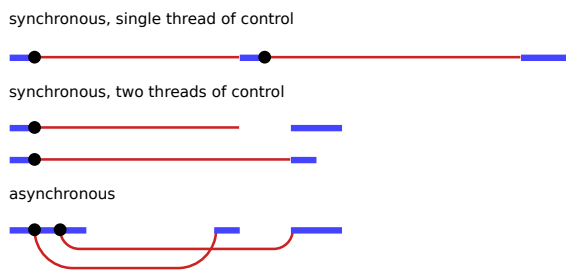 synchronous, single thread of control
synchronous, two threads of control
asynchronous